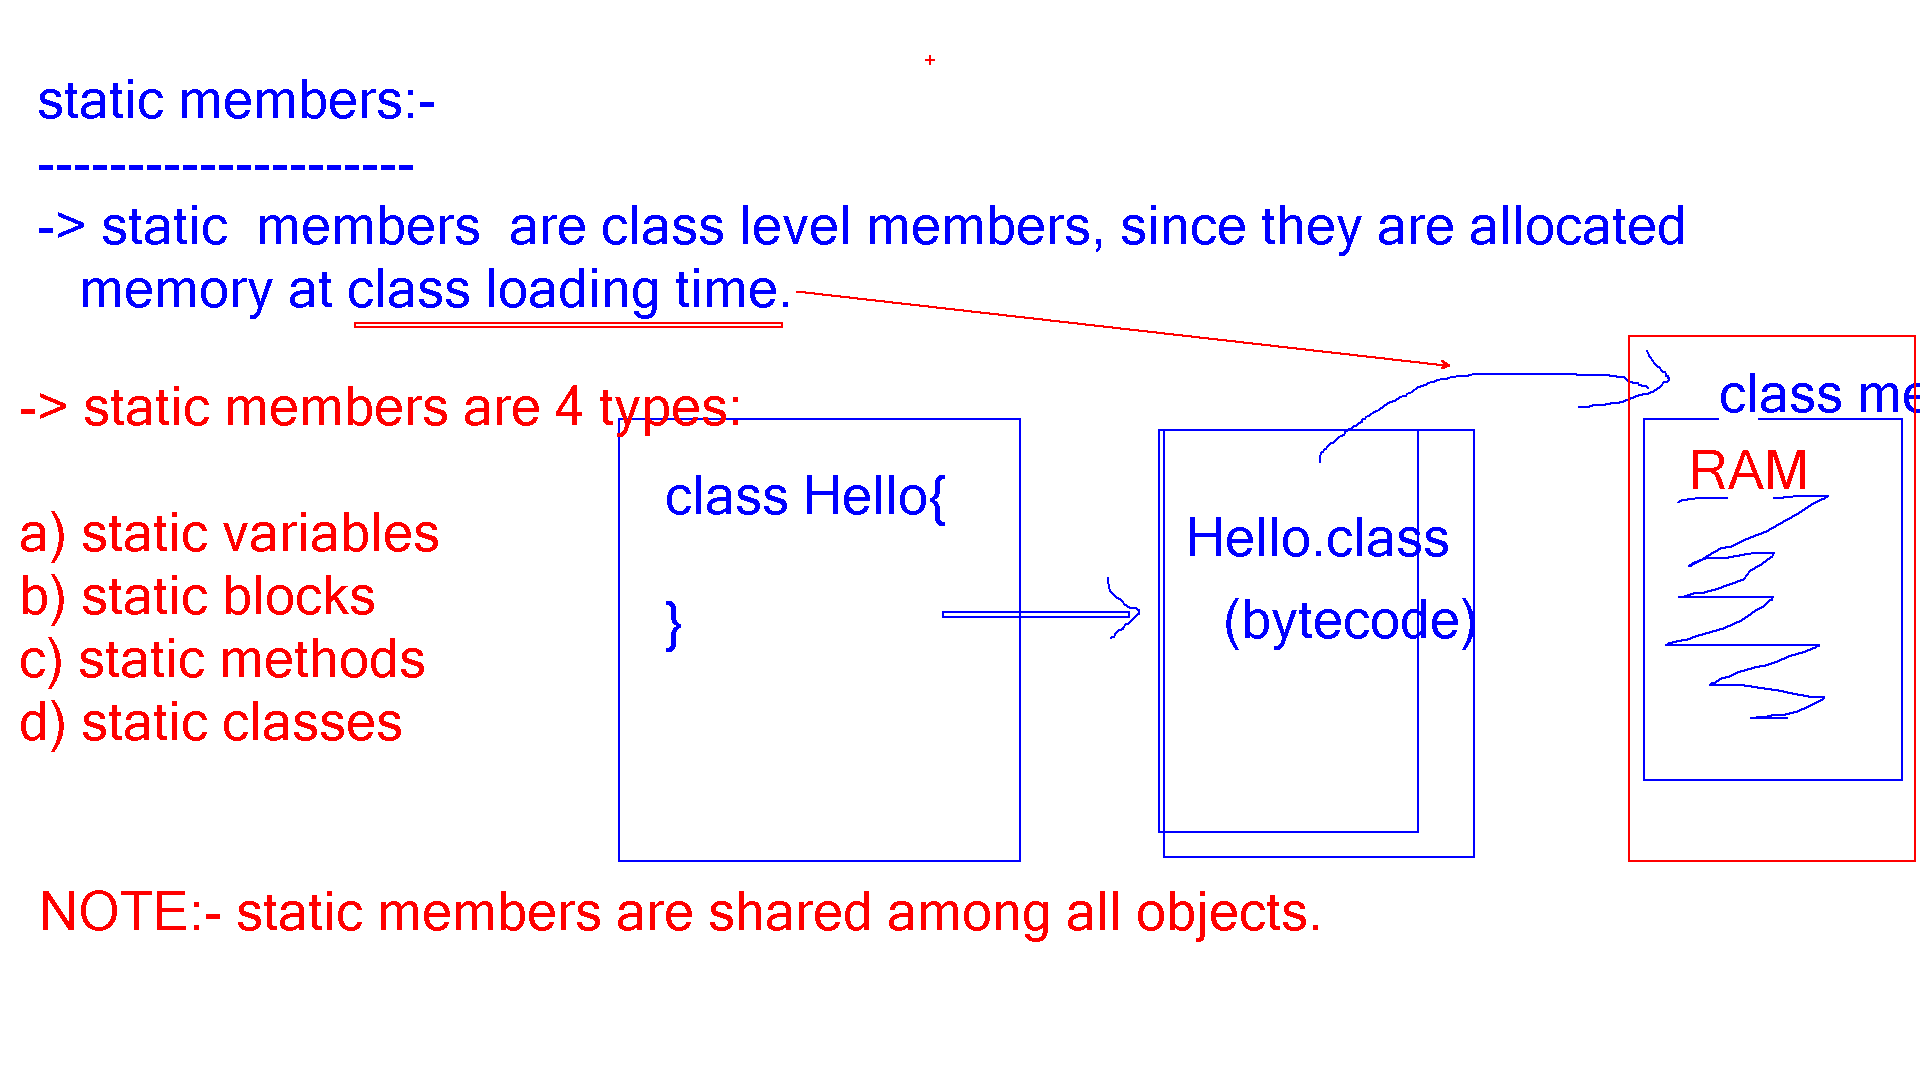 static members:-
---------------------
-> static  members  are class level members, since they are allocated
memory at class loading time.
-> static members are 4 types:
a) static variables
b) static blocks
c) static methods
d) static classes
class Hello{
}
Hello.class
(bytecode)
class me
RAM
NOTE:- static members are shared among all objects.